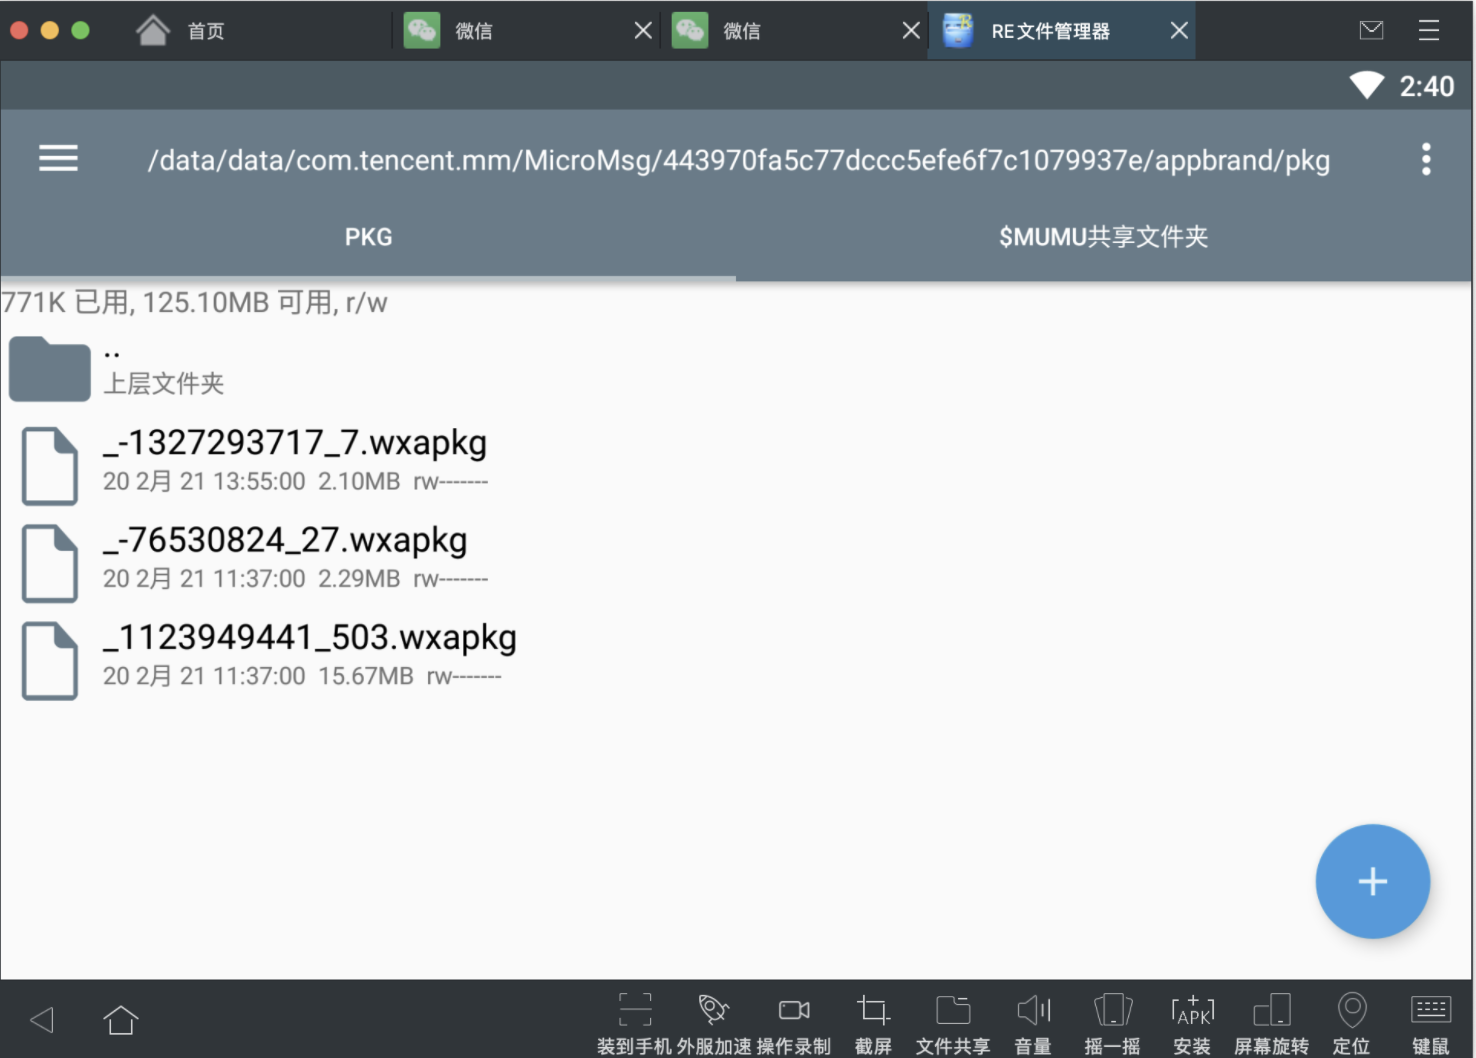 首页
微信
微信
RE文件管理器
2:40
/data/data/com.tencent.mm/MicroMsg/443970fa5c77dccc5efe6f7c1079937e/appbrand/pkg
PKG
$MUMU共享文件夹
771K 已用, 125.10MB 可用, r/w
..
上层文件夹
_-1327293717_7.wxapkg
20 2月 21 13:55:00 2.10MB rw-------
_-76530824_27.wxapkg
20 2月 21 11:37:00 2.29MB rw-------
_1123949441_503.wxapkg
20 2月 21 11:37:00 15.67MB rw-------
APK
装到手机 外服加速 操作录制 截屏 文件共享 音量 摇一摇 安装 屏幕旋转 定位 键鼠